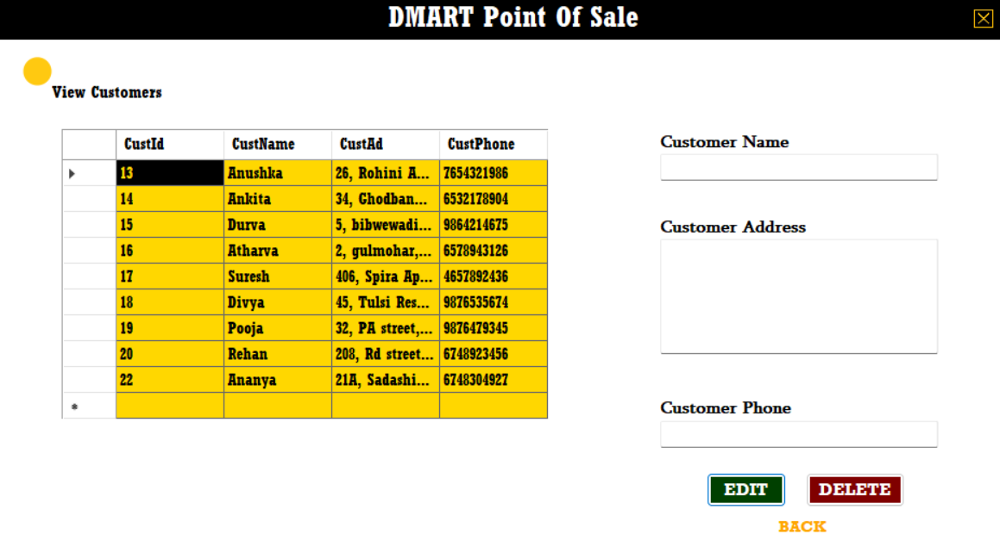 DMART Point Of Sale
View Customers
CustId CustName CustAd CustPhone
13 Anushka 26, Rohini A... 7654321986
14 Ankita 34, Ghodban... 6532178904
15 Durva 5, bibwewadi... 9864214675
16 Atharva 2, gulmohar,... 6578943126
17 Suresh 406, Spira Ap... 4657892436
18 Divya 45, Tulsi Res... 9876535674
19 Pooja 32, PA street,... 9876479345
20 Rehan 208, Rd street... 6748923456
22 Ananya 21A, Sadashi... 6748304927
*
Customer Name
Customer Address
Customer Phone
EDIT DELETE
BACK